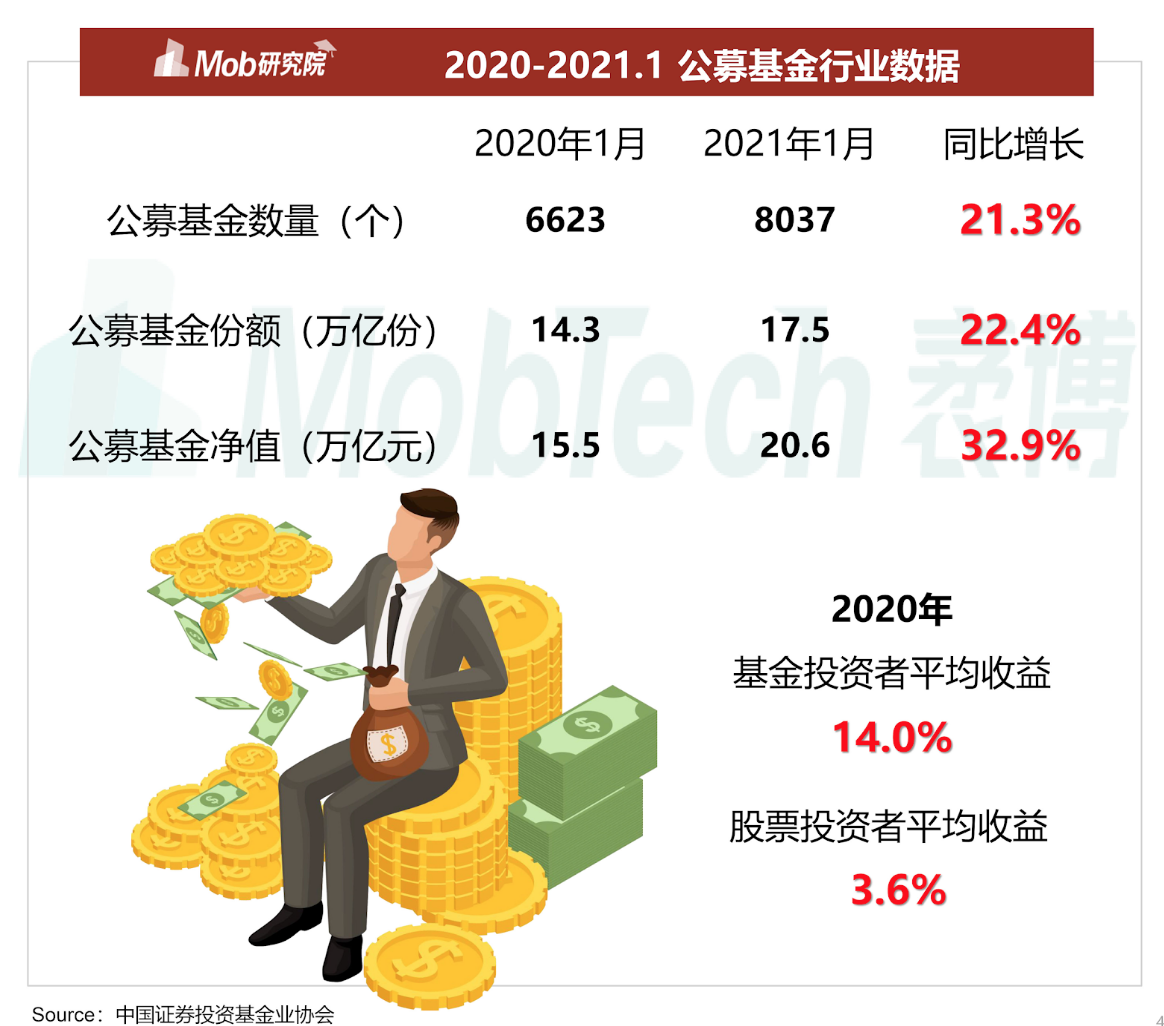 Mob研究院
2020-2021.1 公募基金行业数据
2020年1月 2021年1月 同比增长
公募基金数量（个） 6623 8037 21.3%
公募基金份额（万亿份） 14.3 17.5 22.4%
MobTech 袤博
公募基金净值（万亿元） 15.5 20.6 32.9%
2020年
基金投资者平均收益
14.0%
股票投资者平均收益
3.6%
Source：中国证券投资基金业协会
4